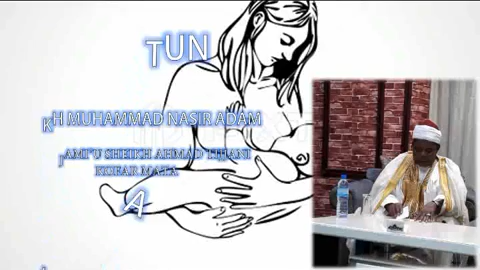 TUN
KH MUHAMMAD NASIR ADAM
JAMI'U SHEIKH AHMAD TIJJANI
KOFAR MATA
A